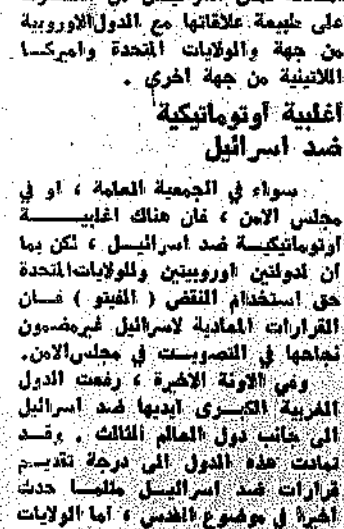 على طبيعة علاقاتها مع الدول الاوروبية
من جهة والولايات المتحدة واميركا
اللاتينية من جهة اخرى .
أغلبية أوتوماتيكية
ضد اسرائيل
سواء في الجمعية العامة ، او في
مجلس الامن ، فان هناك اغلبية
اوتوماتيكية ضد اسرائيل ، لكن بما
ان لدولتين اوروبيتين وللولايات المتحدة
حق استخدام النقض ( الفيتو ) فان
القرارات المعادية لاسرائيل غير مضمون
نجاحها في التصويت في مجلس الامن.
وفي الاونة الاخيرة ، رفعت الدول
الغربية الكبرى ايديها ضد اسرائيل
الى جانب دول العالم الثالث . وقد
تمادت هذه الدول الى درجة تقديم
قرارات ضد اسرائيل مثلما حدث
اخيرا في موضوع القدس ، اما الولايات